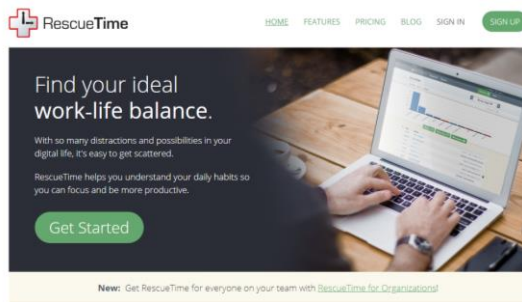 RescueTime
HOME FEATURES PRICING BLOG SIGN IN SIGN UP
Find your ideal
work-life balance.
With so many distractions and possibilities in your
digital life, it's easy to get scattered.
RescueTime helps you understand your daily habits so
you can focus and be more productive.
Get Started
New: Get RescueTime for everyone on your team with RescueTime for Organizations!